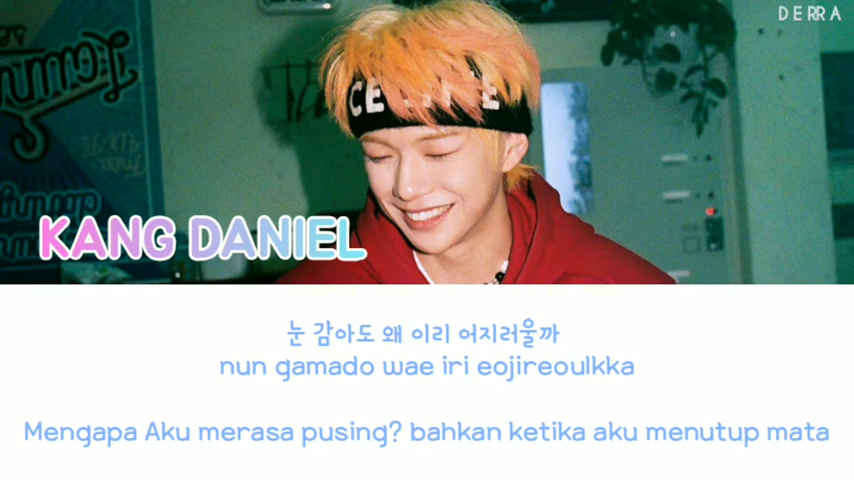 DERRA
KANG DANIEL
눈 감아도 왜 이리 어지러울까
nun gamado wae iri eojireoulkka
Mengapa Aku merasa pusing? bahkan ketika aku menutup mata